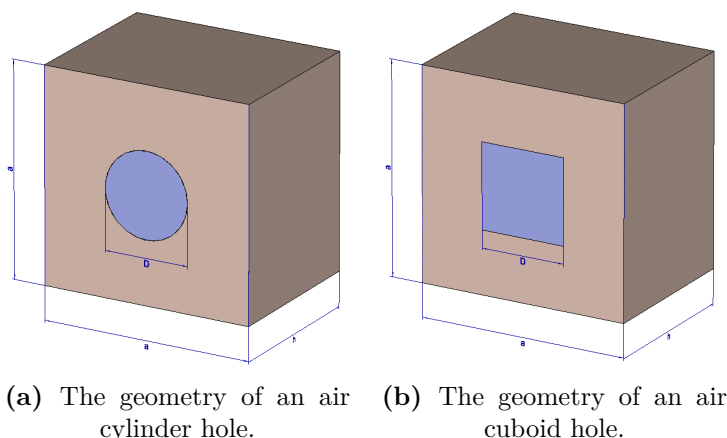 a
D
a
h
a
D
a
h
(a) The geometry of an air
cylinder hole.
(b) The geometry of an air
cuboid hole.